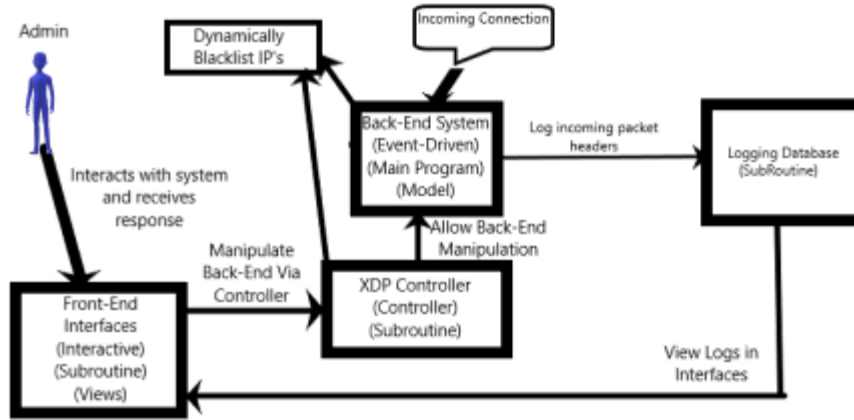 Admin
Incoming Connection
Dynamically
Blacklist IP's
Back-End System
(Event-Driven)
(Main Program)
(Model)
Log incoming packet
headers
Logging Database
(SubRoutine)
Interacts with system
and receives
response
Allow Back-End
Manipulation
Manipulate
Back-End Via
Controller
XDP Controller
(Controller)
(Subroutine)
Front-End
Interfaces
(Interactive)
(Subroutine)
(Views)
View Logs in
Interfaces